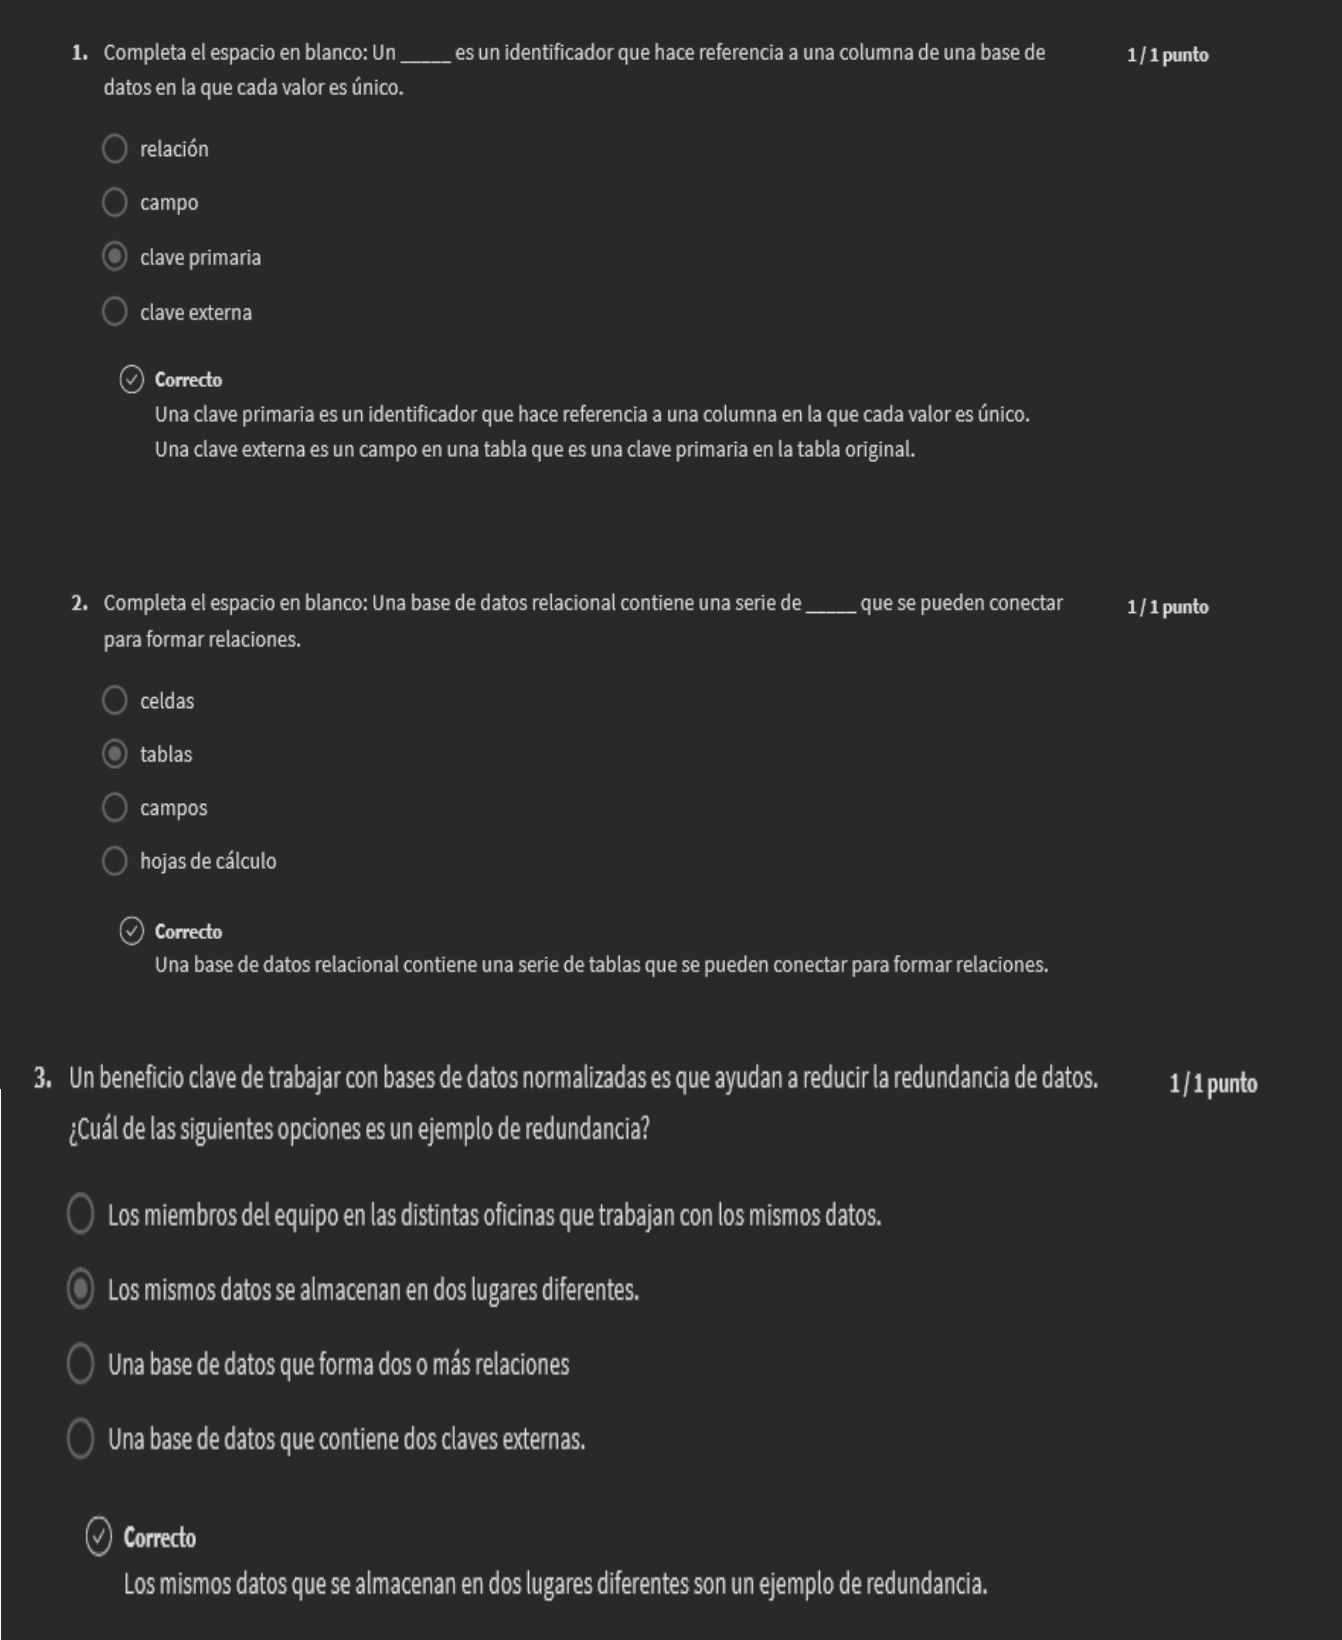 1. Completa el espacio en blanco: Un _____ es un identificador que hace referencia a una columna de una base de 1 / 1 punto
datos en la que cada valor es único.
relación
campo
clave primaria
clave externa
Correcto
Una clave primaria es un identificador que hace referencia a una columna en la que cada valor es único.
Una clave externa es un campo en una tabla que es una clave primaria en la tabla original.
2. Completa el espacio en blanco: Una base de datos relacional contiene una serie de _____ que se pueden conectar 1 / 1 punto
para formar relaciones.
celdas
tablas
campos
hojas de cálculo
Correcto
Una base de datos relacional contiene una serie de tablas que se pueden conectar para formar relaciones.
3. Un beneficio clave de trabajar con bases de datos normalizadas es que ayudan a reducir la redundancia de datos. 1 / 1 punto
¿Cuál de las siguientes opciones es un ejemplo de redundancia?
Los miembros del equipo en las distintas oficinas que trabajan con los mismos datos.
Los mismos datos se almacenan en dos lugares diferentes.
Una base de datos que forma dos o más relaciones
Una base de datos que contiene dos claves externas.
Correcto
Los mismos datos que se almacenan en dos lugares diferentes son un ejemplo de redundancia.